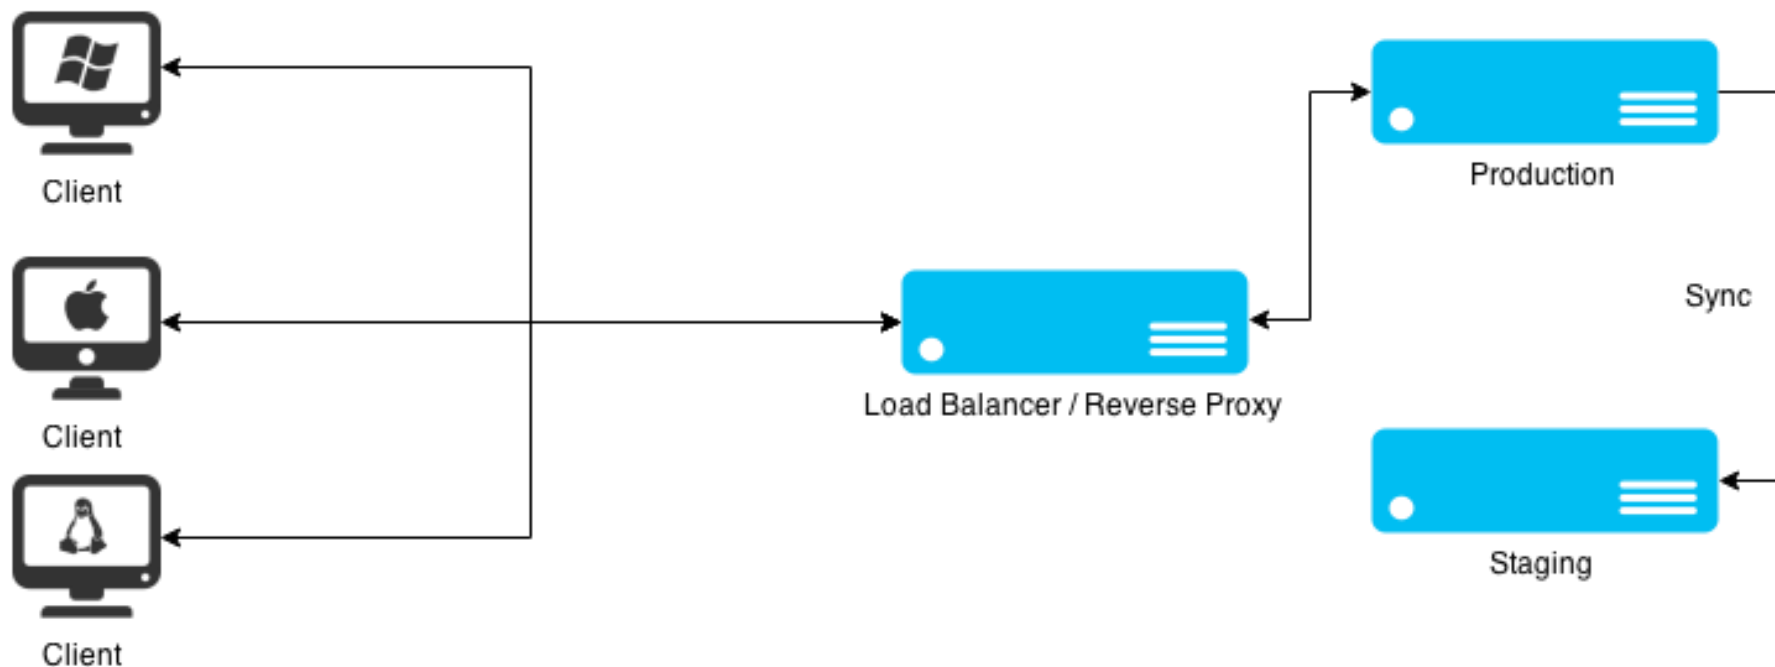 Client
Client
Client
Load Balancer / Reverse Proxy
Production
Sync
Staging